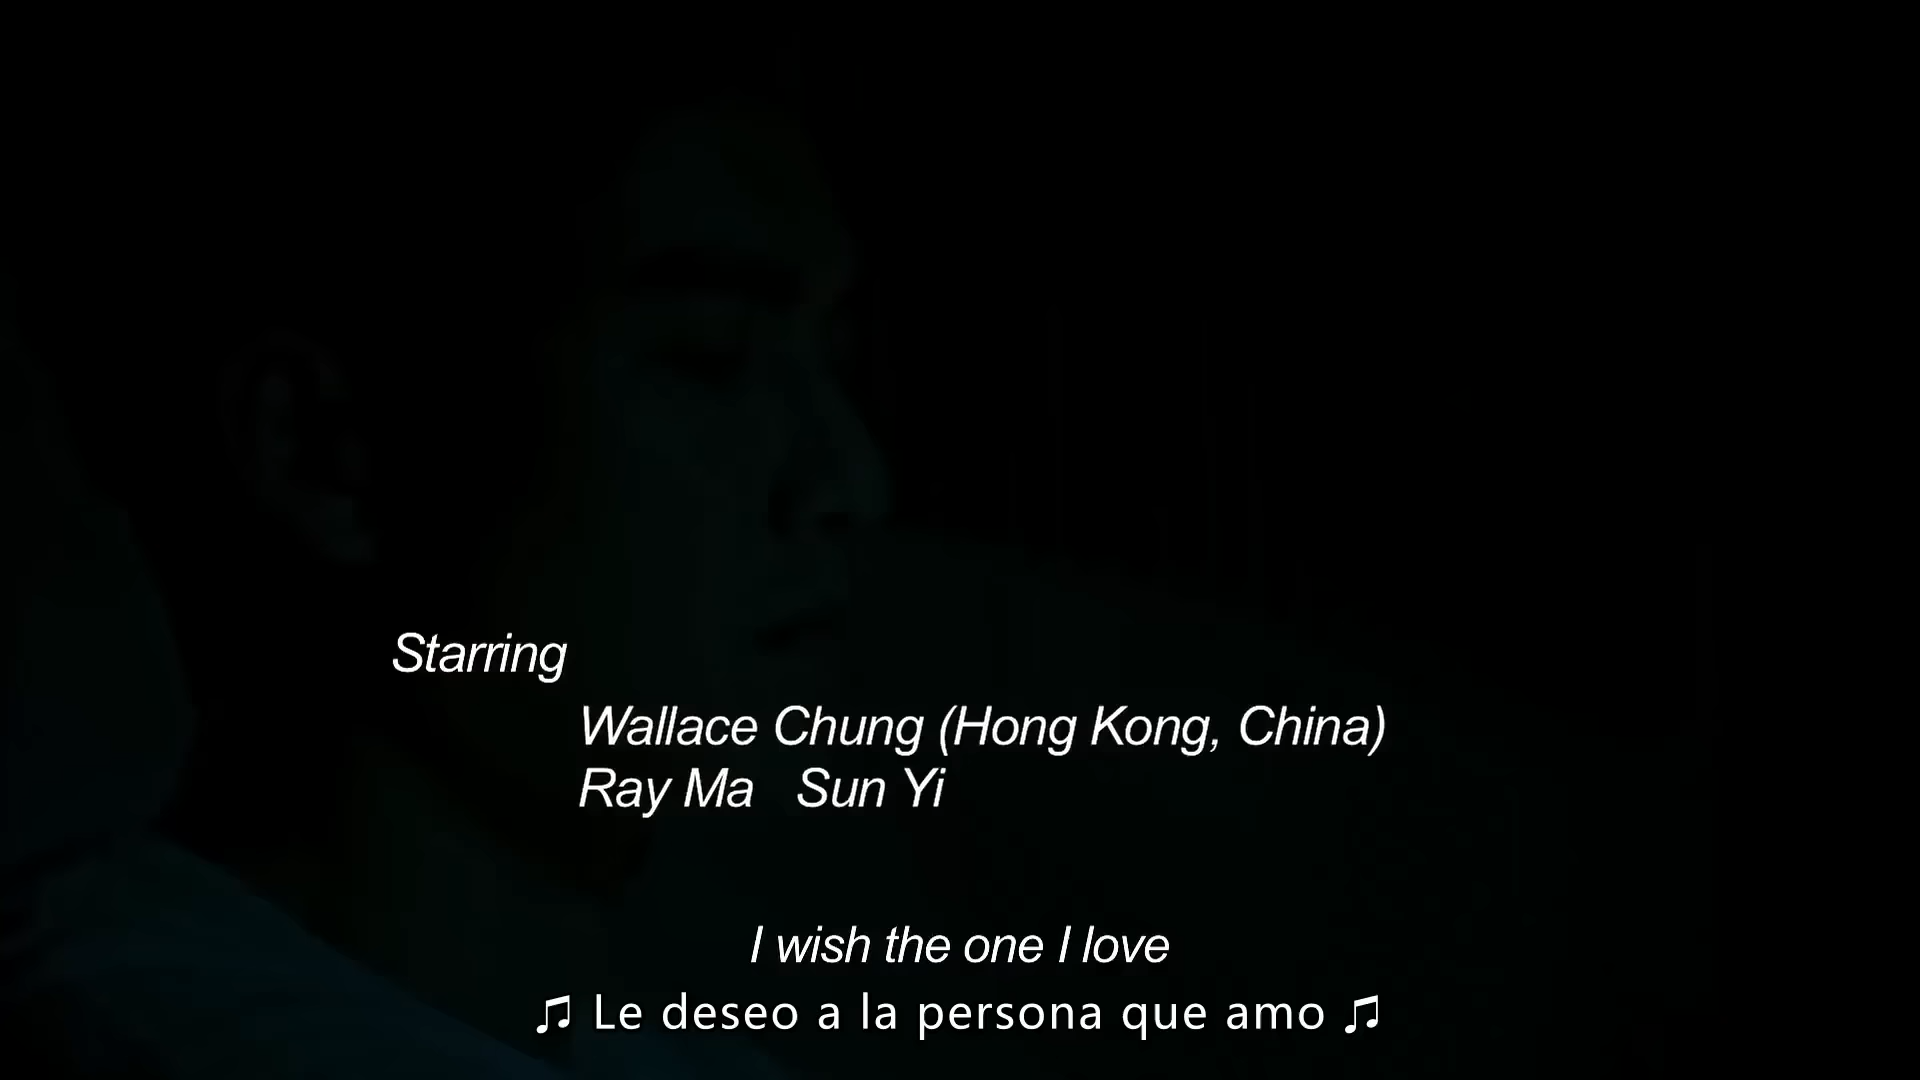 Starring
Wallace Chung (Hong Kong, China)
Ray Ma Sun Yi
I wish the one I love
♫ Le deseo a la persona que amo ♫